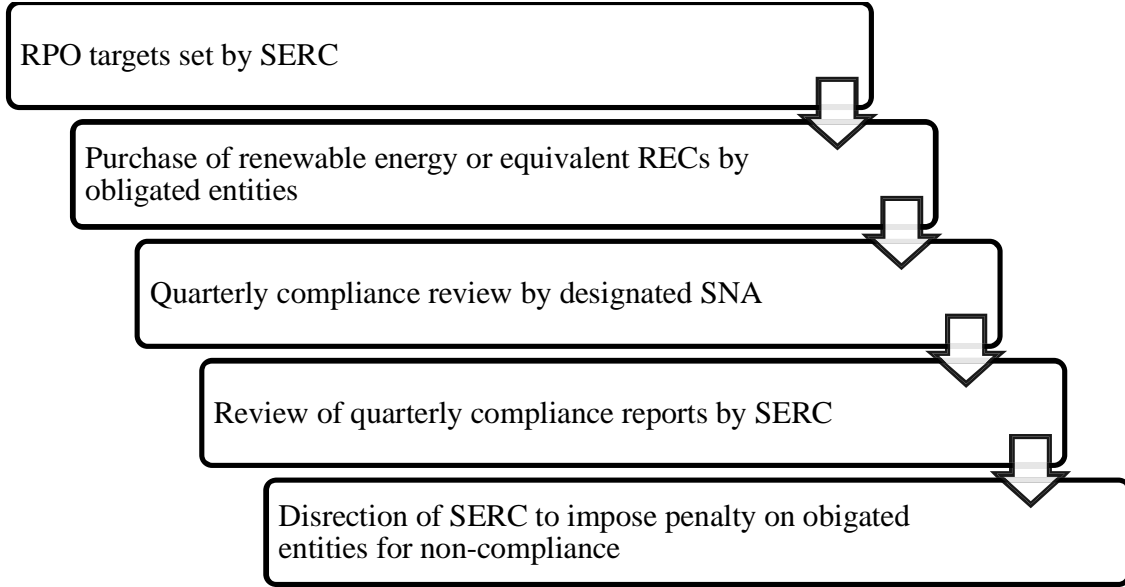 RPO targets set by SERC
Purchase of renewable energy or equivalent RECs by
obligated entities
Quarterly compliance review by designated SNA
Review of quarterly compliance reports by SERC
Disrection of SERC to impose penalty on obigated
entities for non-compliance